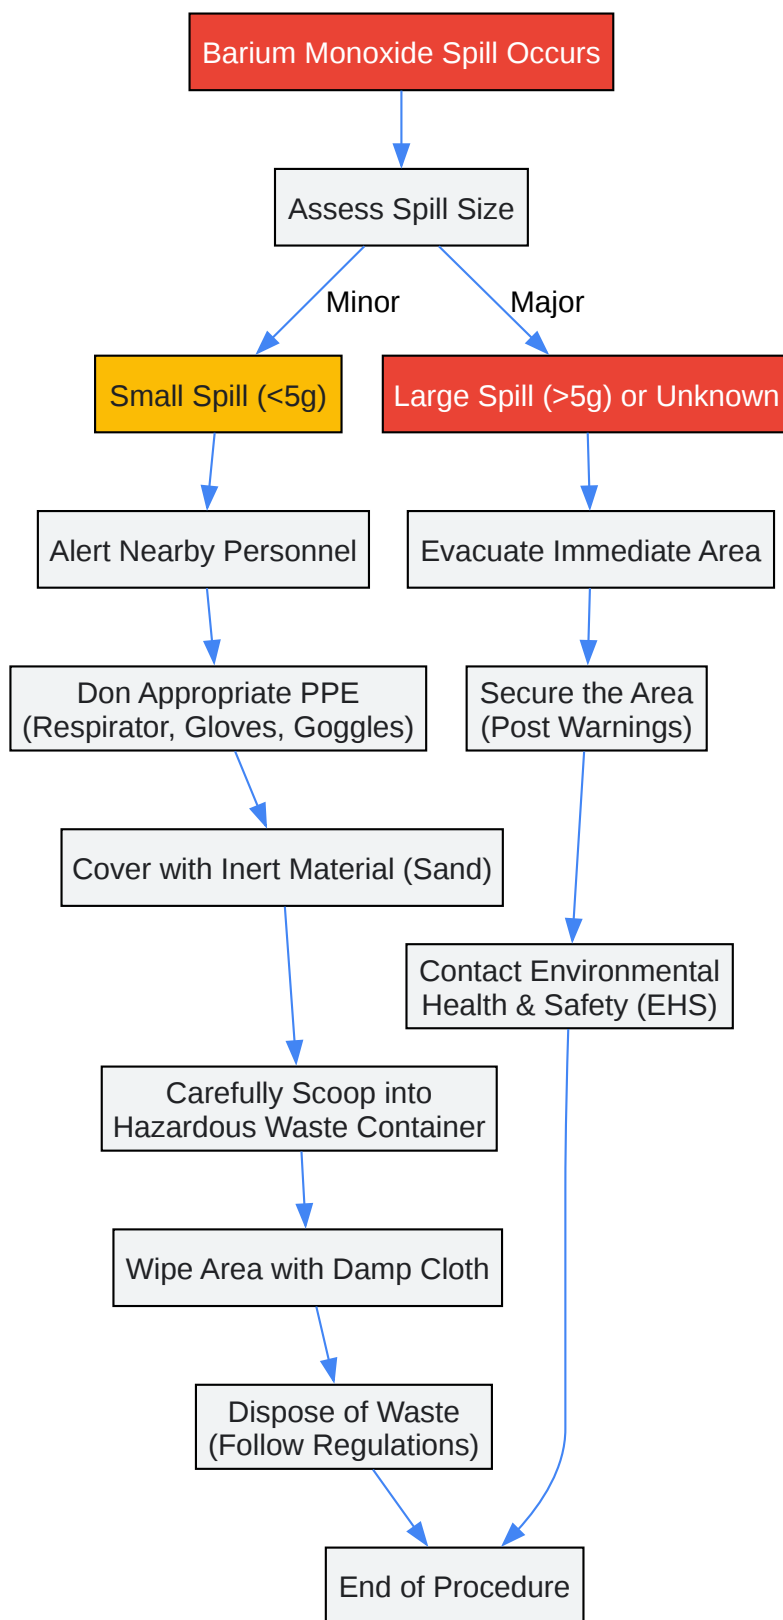 Barium Monoxide Spill Occurs
Assess Spill Size
Minor
Major
Small Spill (<5g)
Large Spill (>5g) or Unknown
Alert Nearby Personnel
Evacuate Immediate Area
Don Appropriate PPE
(Respirator, Gloves, Goggles)
Secure the Area
(Post Warnings)
Cover with Inert Material (Sand)
Contact Environmental
Health & Safety (EHS)
Carefully Scoop into
Hazardous Waste Container
Wipe Area with Damp Cloth
Dispose of Waste
(Follow Regulations)
End of Procedure